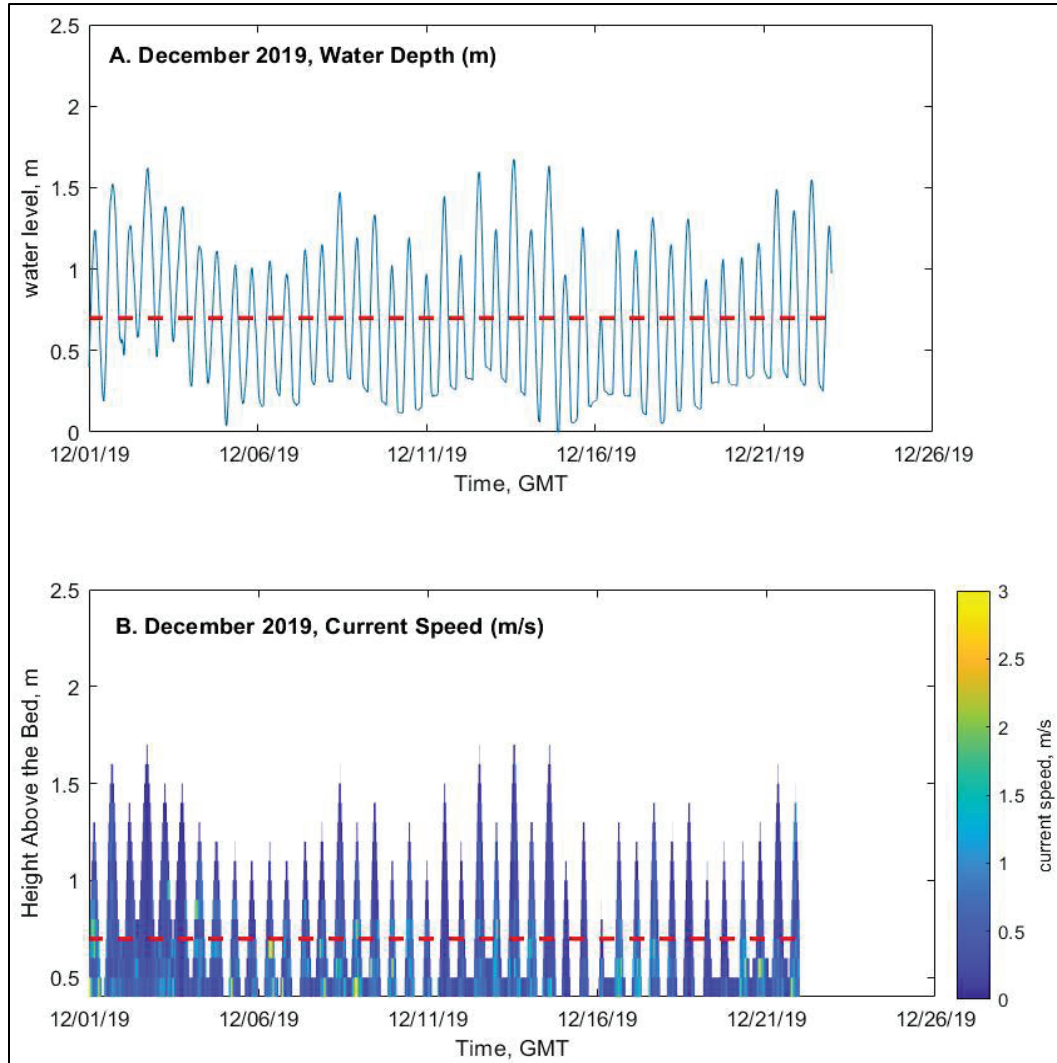 A. December 2019, Water Depth (m)
2.5
2
1.5
1
0.5
0
water level, m
12/01/19 12/06/19 12/11/19 12/16/19 12/21/19 12/26/19
Time, GMT
B. December 2019, Current Speed (m/s)
2.5
2
1.5
1
0.5
Height Above the Bed, m
12/01/19 12/06/19 12/11/19 12/16/19 12/21/19 12/26/19
Time, GMT
3
2.5
2
1.5
1
0.5
0
current speed, m/s